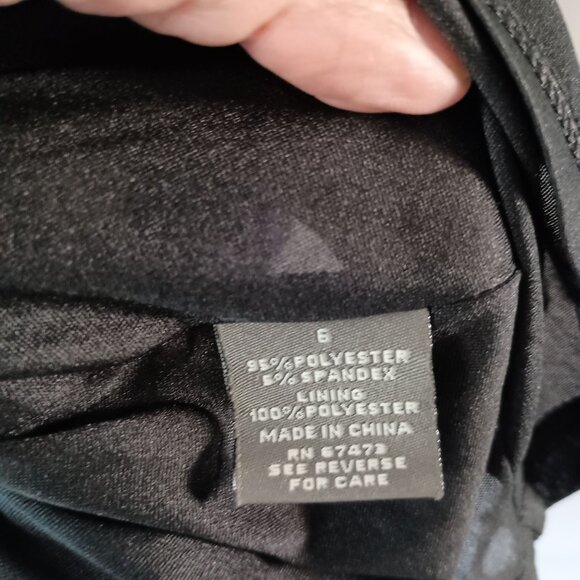 6
95%POLYESTER
5%SPANDEX
LINING
100%POLYESTER
MADE IN CHINA
RN 67473
SEE REVERSE
FOR CARE